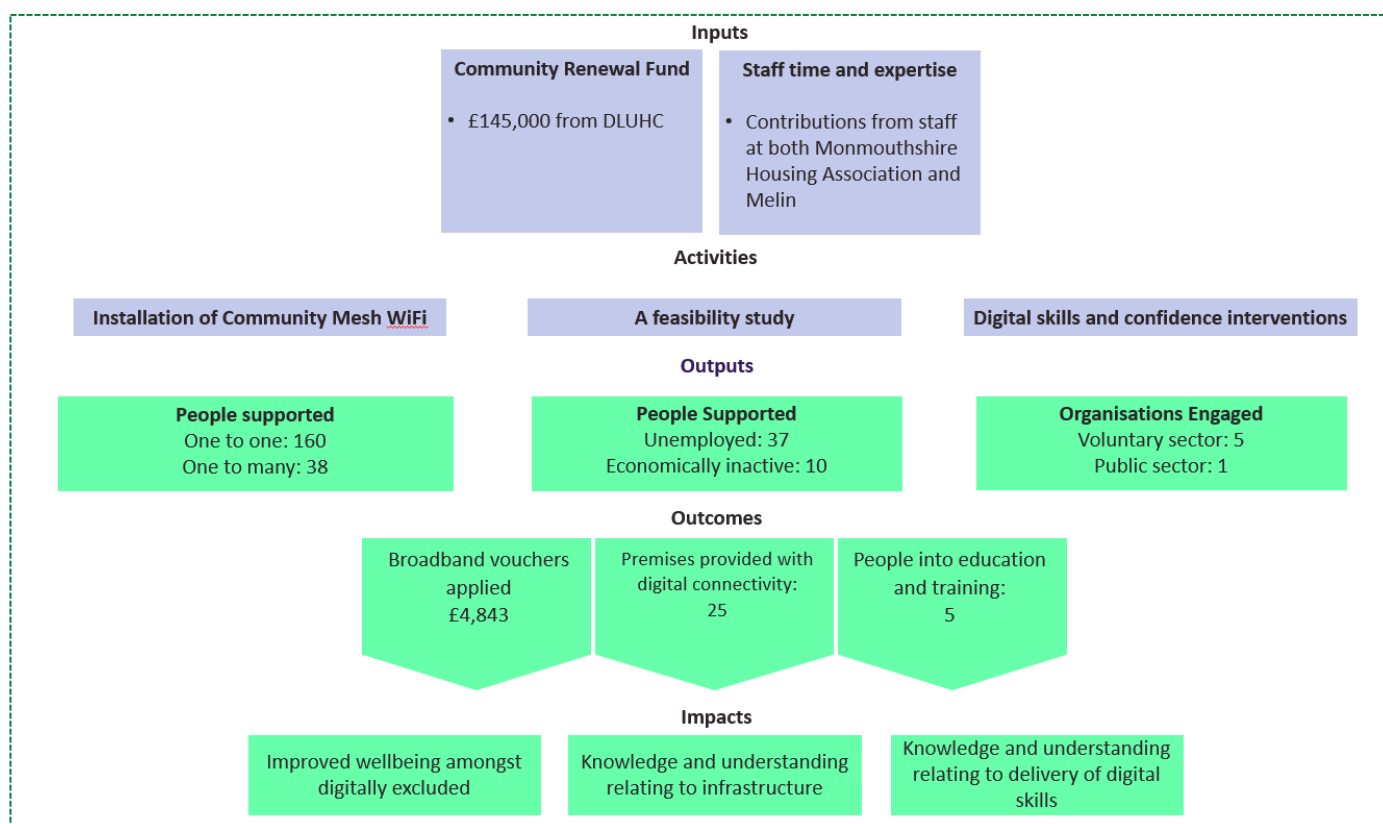 Inputs
Community Renewal Fund
• £145,000 from DLUHC
Staff time and expertise
• Contributions from staff
at both Monmouthshire
Housing Association and
Melin
Activities
Installation of Community Mesh WiFi
A feasibility study
Digital skills and confidence interventions
Outputs
People supported
One to one: 160
One to many: 38
People Supported
Unemployed: 37
Economically inactive: 10
Organisations Engaged
Voluntary sector: 5
Public sector: 1
Outcomes
Broadband vouchers
applied
£4,843
Premises provided with
digital connectivity:
25
People into education
and training:
5
Impacts
Improved wellbeing amongst
digitally excluded
Knowledge and understanding
relating to infrastructure
Knowledge and understanding
relating to delivery of digital
skills